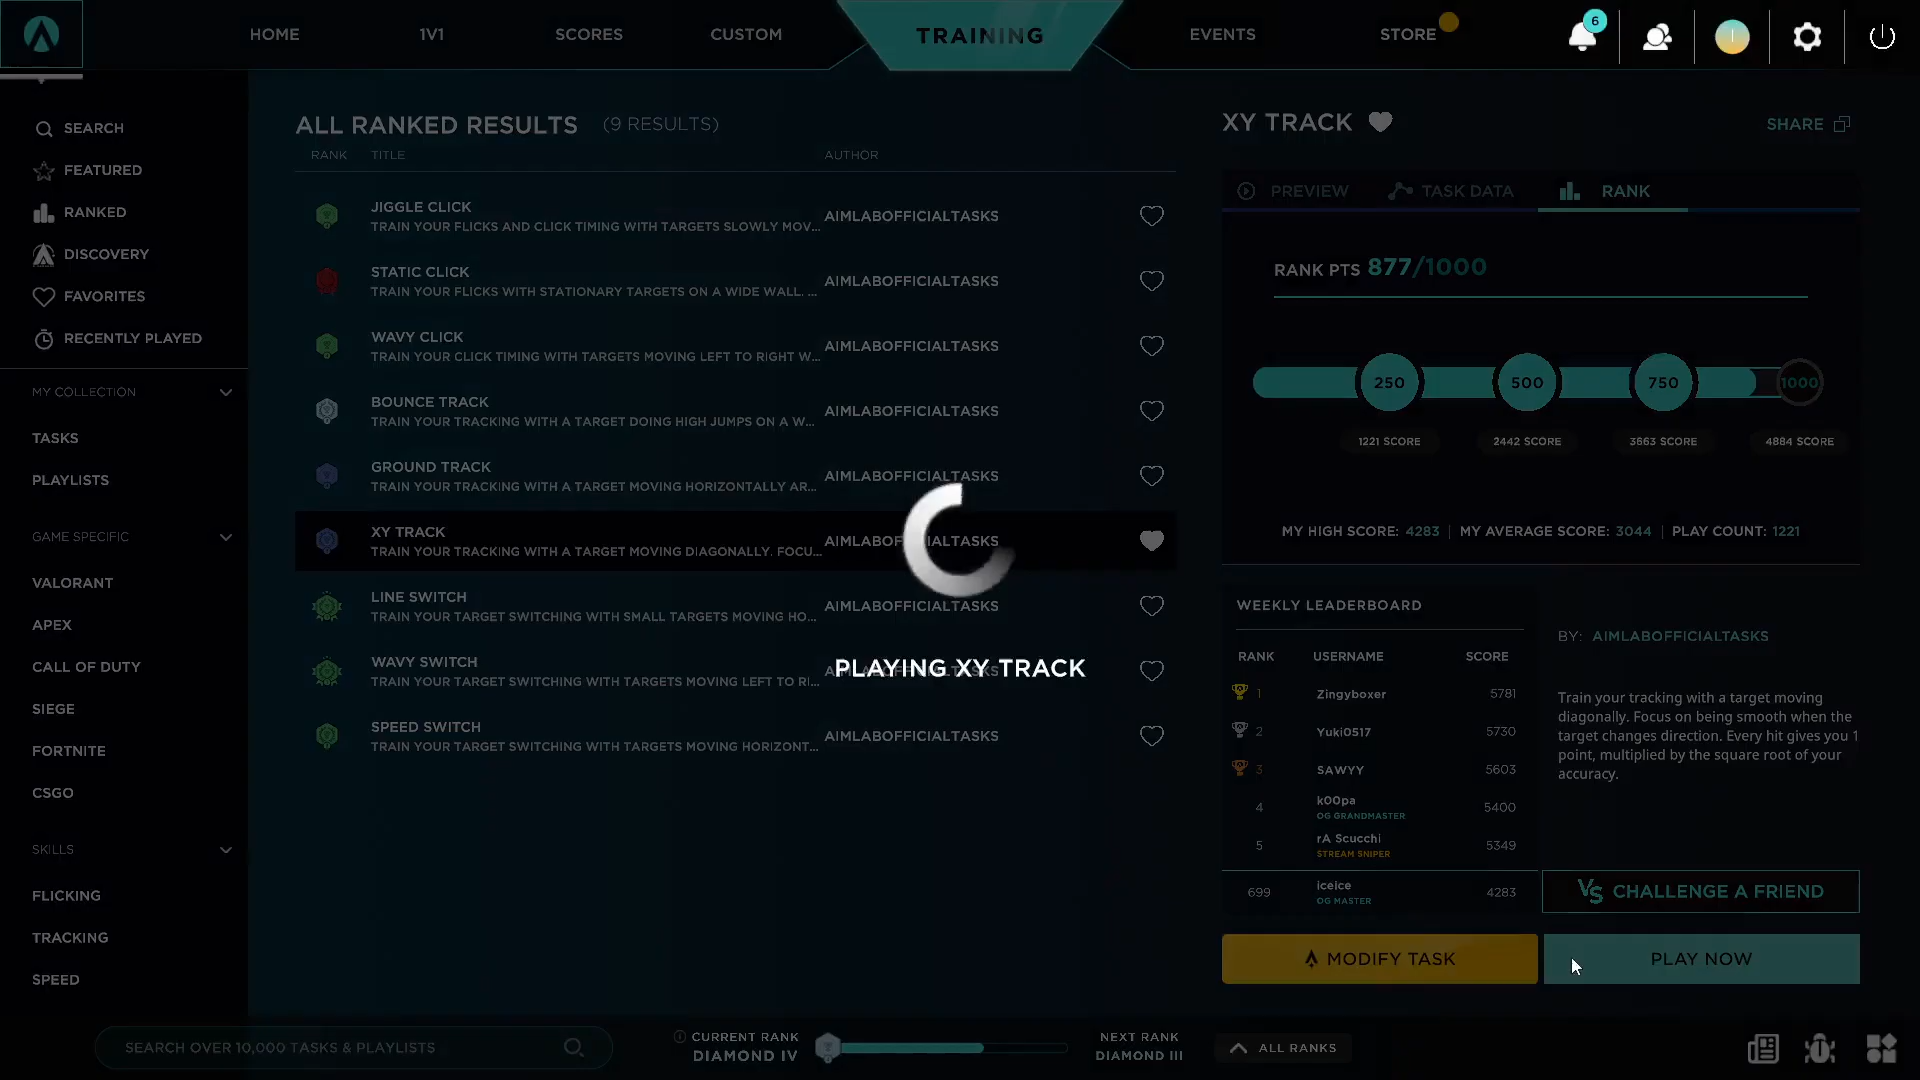 HOME
1V1
SCORES
CUSTOM
TRAINING
EVENTS
STORE
6
SEARCH
FEATURED
RANKED
DISCOVERY
FAVORITES
RECENTLY PLAYED
MY COLLECTION
TASKS
PLAYLISTS
GAME SPECIFIC
VALORANT
APEX
CALL OF DUTY
SIEGE
FORTNITE
CSGO
SKILLS
FLICKING
TRACKING
SPEED
ALL RANKED RESULTS (9 RESULTS)
RANK TITLE AUTHOR
JIGGLE CLICK
TRAIN YOUR FLICKS AND CLICK TIMING WITH TARGETS SLOWLY MOV...
AIMLABOFFICIALTASKS
STATIC CLICK
TRAIN YOUR FLICKS WITH STATIONARY TARGETS ON A WIDE WALL. ...
AIMLABOFFICIALTASKS
WAVY CLICK
TRAIN YOUR CLICK TIMING WITH TARGETS MOVING LEFT TO RIGHT W...
AIMLABOFFICIALTASKS
BOUNCE TRACK
TRAIN YOUR TRACKING WITH A TARGET DOING HIGH JUMPS ON A W...
AIMLABOFFICIALTASKS
GROUND TRACK
TRAIN YOUR TRACKING WITH A TARGET MOVING HORIZONTALLY AR...
AIMLABOFFICIALTASKS
XY TRACK
TRAIN YOUR TRACKING WITH A TARGET MOVING DIAGONALLY. FOCU...
AIMLABOFFICIALTASKS
LINE SWITCH
TRAIN YOUR TARGET SWITCHING WITH SMALL TARGETS MOVING HO...
AIMLABOFFICIALTASKS
WAVY SWITCH
TRAIN YOUR TARGET SWITCHING WITH TARGETS MOVING LEFT TO RI...
AIMLABOFFICIALTASKS
PLAYING XY TRACK
SPEED SWITCH
TRAIN YOUR TARGET SWITCHING WITH TARGETS MOVING HORIZONT...
AIMLABOFFICIALTASKS
XY TRACK
SHARE
PREVIEW
TASK DATA
RANK
RANK PTS 877/1000
250
500
750
1000
1221 SCORE
2442 SCORE
3663 SCORE
4884 SCORE
MY HIGH SCORE: 4283 | MY AVERAGE SCORE: 3044 | PLAY COUNT: 1221
WEEKLY LEADERBOARD
RANK USERNAME SCORE
1 Zingyboxer 5781
2 Yuki0517 5730
3 SAWYY 5603
4 k00pa 5400
OG GRANDMASTER
5 rA Scucchi 5349
STREAM SNIPER
699 iceIce 4283
OG MASTER
BY: AIMLABOFFICIALTASKS
Train your tracking with a target moving
diagonally. Focus on being smooth when the
target changes direction. Every hit gives you 1
point, multiplied by the square root of your
accuracy.
VS CHALLENGE A FRIEND
MODIFY TASK
PLAY NOW
SEARCH OVER 10,000 TASKS & PLAYLISTS
CURRENT RANK
DIAMOND IV
NEXT RANK
DIAMOND III
ALL RANKS